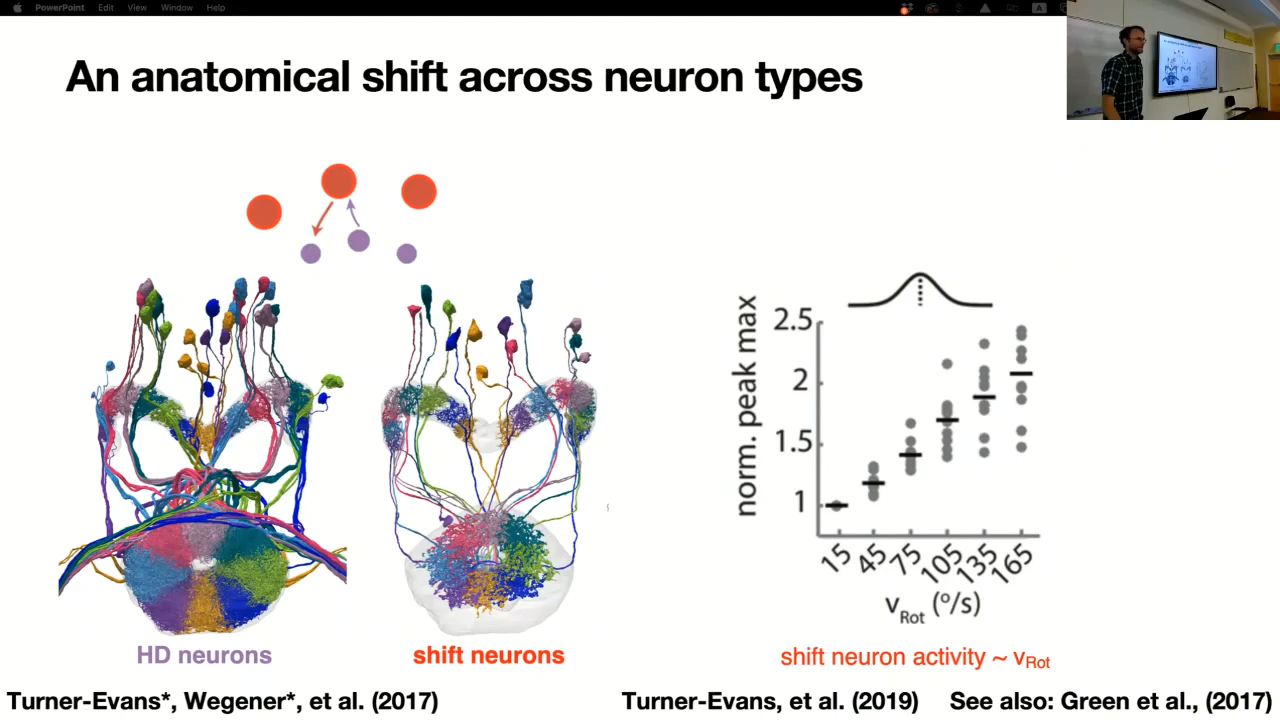 PowerPoint Edit View Window Help
An anatomical shift across neuron types
norm. peak max
2.5
2
1.5
1
15 45 75 105 135 165
vRot (°/s)
HD neurons
shift neurons
shift neuron activity ~ vRot
Turner-Evans*, Wegener*, et al. (2017)
Turner-Evans, et al. (2019)
See also: Green et al., (2017)